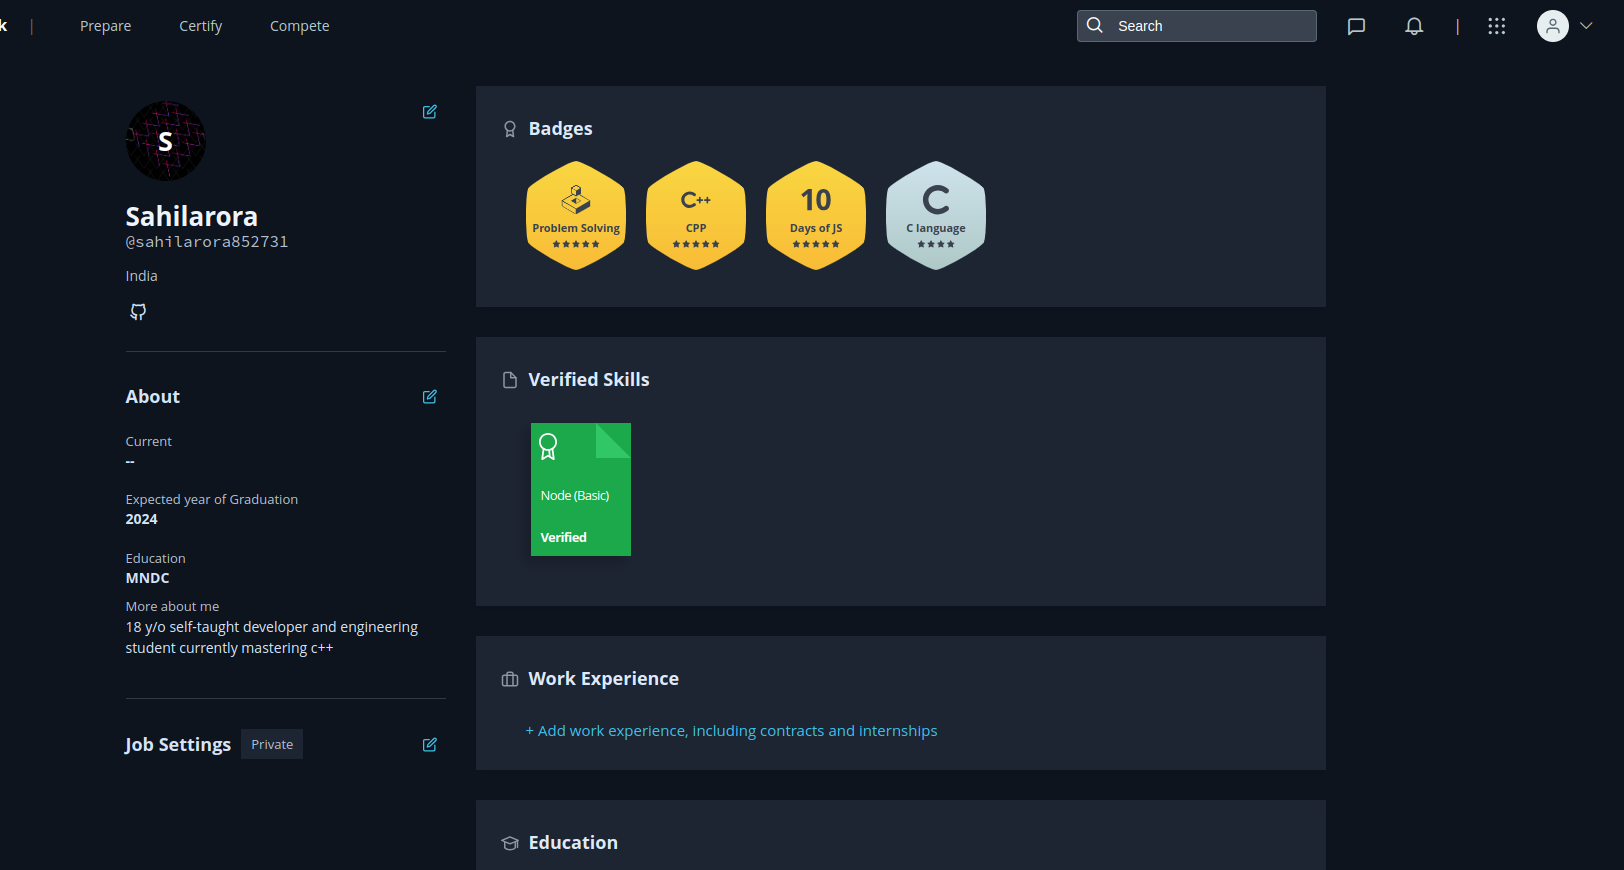 k | Prepare Certify Compete Search |
S
Sahilarora
@sahilarora852731
India
About
Current
--
Expected year of Graduation
2024
Education
MNDC
More about me
18 y/o self-taught developer and engineering
student currently mastering c++
Job Settings Private
Badges
Problem Solving
C++
CPP
10
Days of JS
C
C language
Verified Skills
Node (Basic)
Verified
Work Experience
+ Add work experience, including contracts and internships
Education